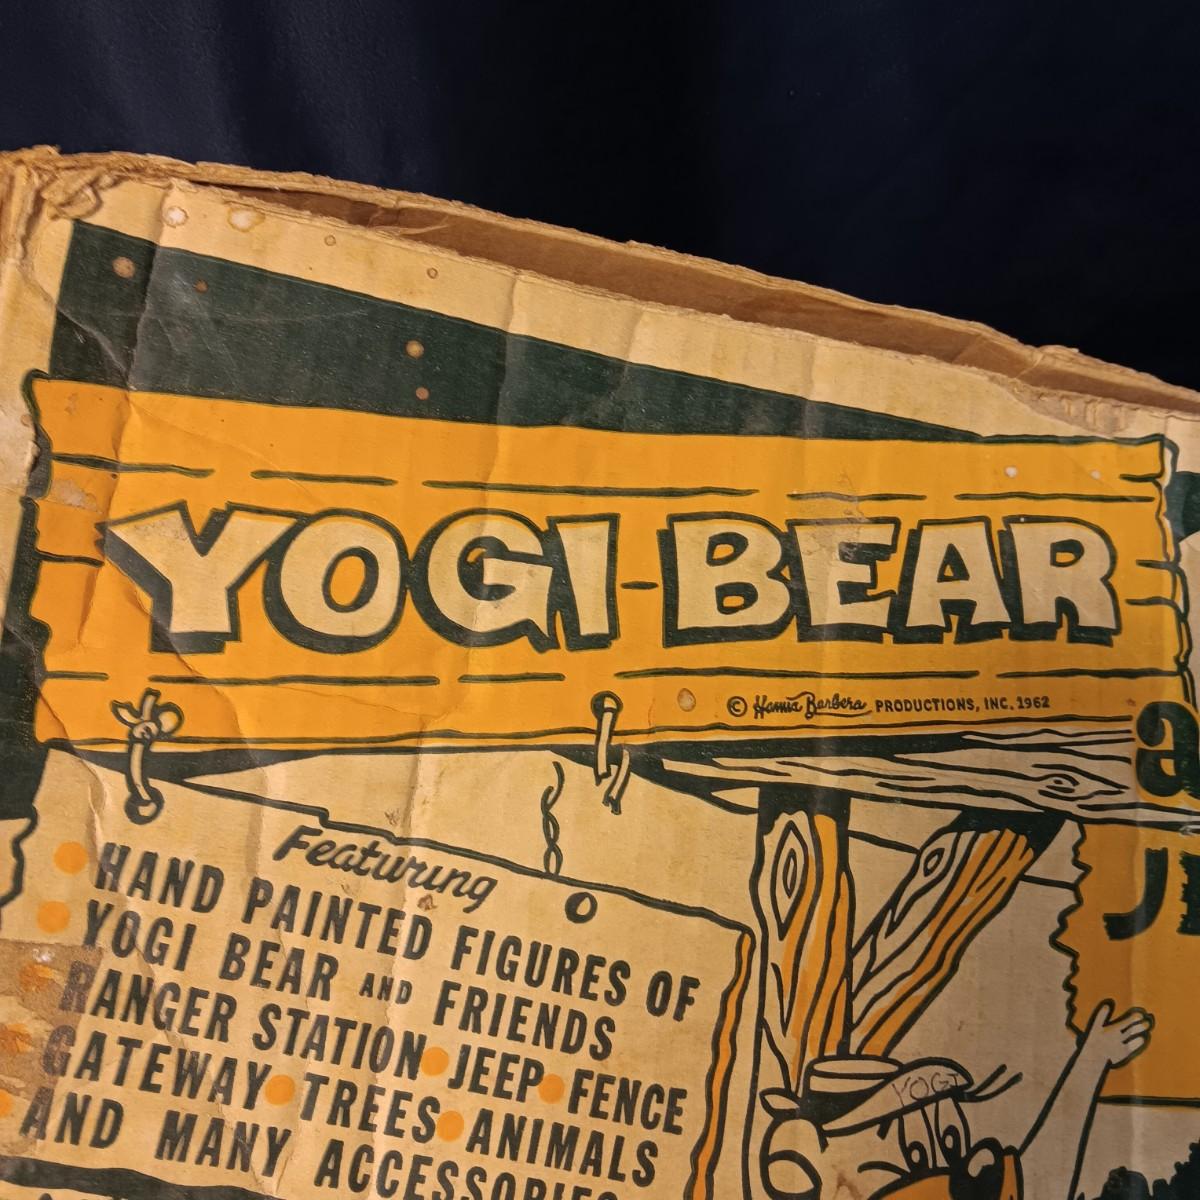 YOGI-BEAR
© Hanna Barbera PRODUCTIONS, INC. 1962
a
Featuring
HAND PAINTED FIGURES OF
YOGI BEAR AND FRIENDS
RANGER STATION • JEEP • FENCE
GATEWAY • TREES • ANIMALS
AND MANY ACCESSORIES
YOGI